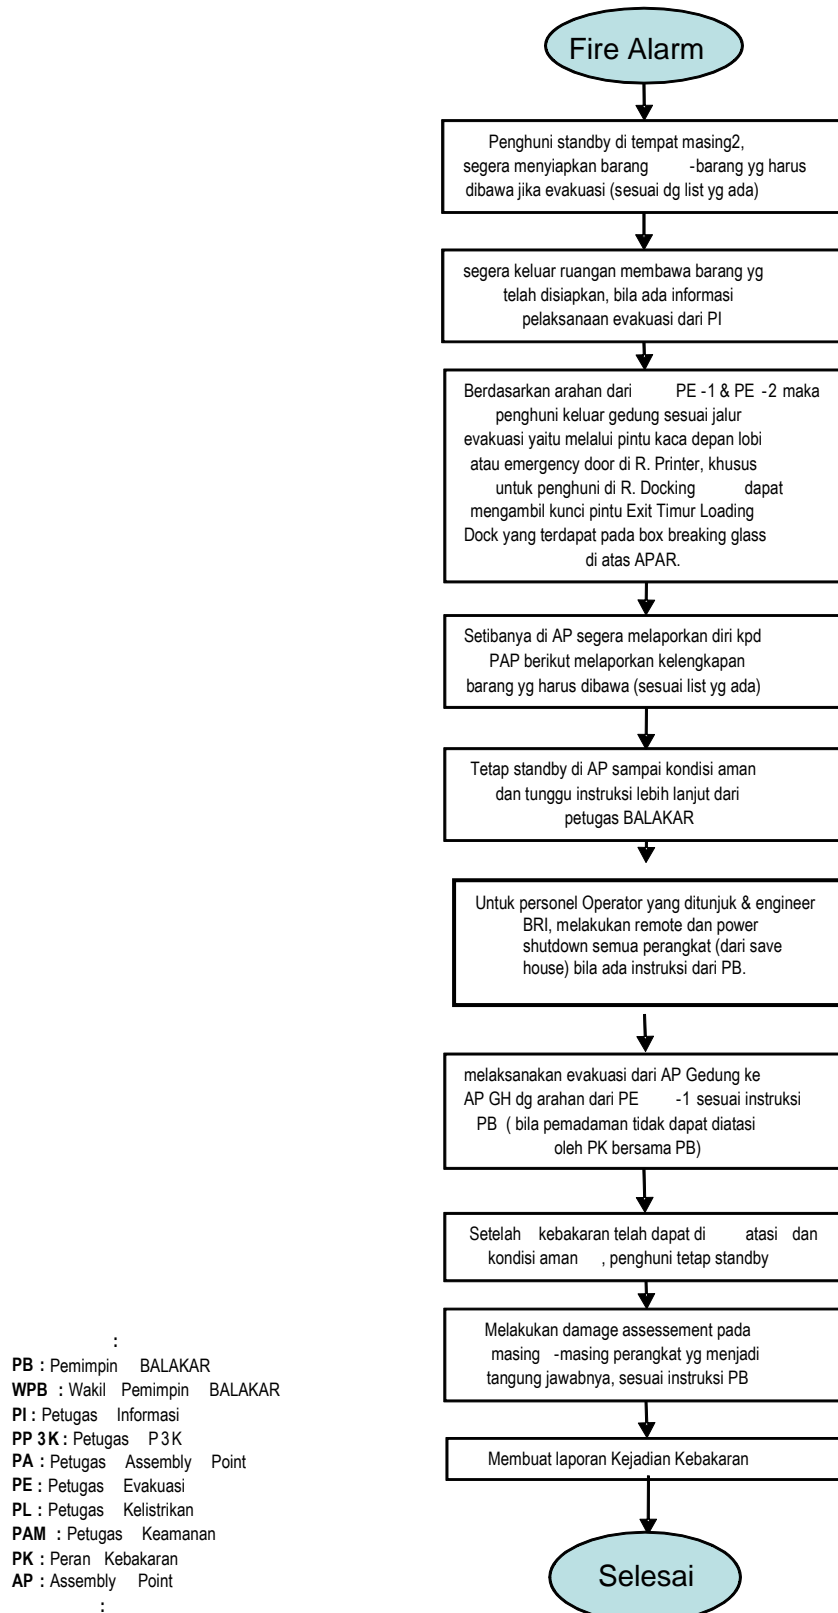 Fire Alarm
Penghuni standby di tempat masing2,
segera menyiapkan barang -barang yg harus
dibawa jika evakuasi (sesuai dg list yg ada)
segera keluar ruangan membawa barang yg
telah disiapkan, bila ada informasi
pelaksanaan evakuasi dari PI
Berdasarkan arahan dari PE -1 & PE -2 maka
penghuni keluar gedung sesuai jalur
evakuasi yaitu melalui pintu kaca depan lobi
atau emergency door di R. Printer, khusus
untuk penghuni di R. Docking dapat
mengambil kunci pintu Exit Timur Loading
Dock yang terdapat pada box breaking glass
di atas APAR.
Setibanya di AP segera melaporkan diri kpd
PAP berikut melaporkan kelengkapan
barang yg harus dibawa (sesuai list yg ada)
Tetap standby di AP sampai kondisi aman
dan tunggu instruksi lebih lanjut dari
petugas BALAKAR
Untuk personel Operator yang ditunjuk & engineer
BRI, melakukan remote dan power
shutdown semua perangkat (dari save
house) bila ada instruksi dari PB.
melaksanakan evakuasi dari AP Gedung ke
AP GH dg arahan dari PE -1 sesuai instruksi
PB ( bila pemadaman tidak dapat diatasi
oleh PK bersama PB)
Setelah kebakaran telah dapat di atasi dan
kondisi aman , penghuni tetap standby
Melakukan damage assessement pada
masing -masing perangkat yg menjadi
tangung jawabnya, sesuai instruksi PB
Membuat laporan Kejadian Kebakaran
Selesai
:
PB : Pemimpin BALAKAR
WPB : Wakil Pemimpin BALAKAR
PI : Petugas Informasi
PP 3 K : Petugas P3K
PA : Petugas Assembly Point
PE : Petugas Evakuasi
PL : Petugas Kelistrikan
PAM : Petugas Keamanan
PK : Peran Kebakaran
AP : Assembly Point
: